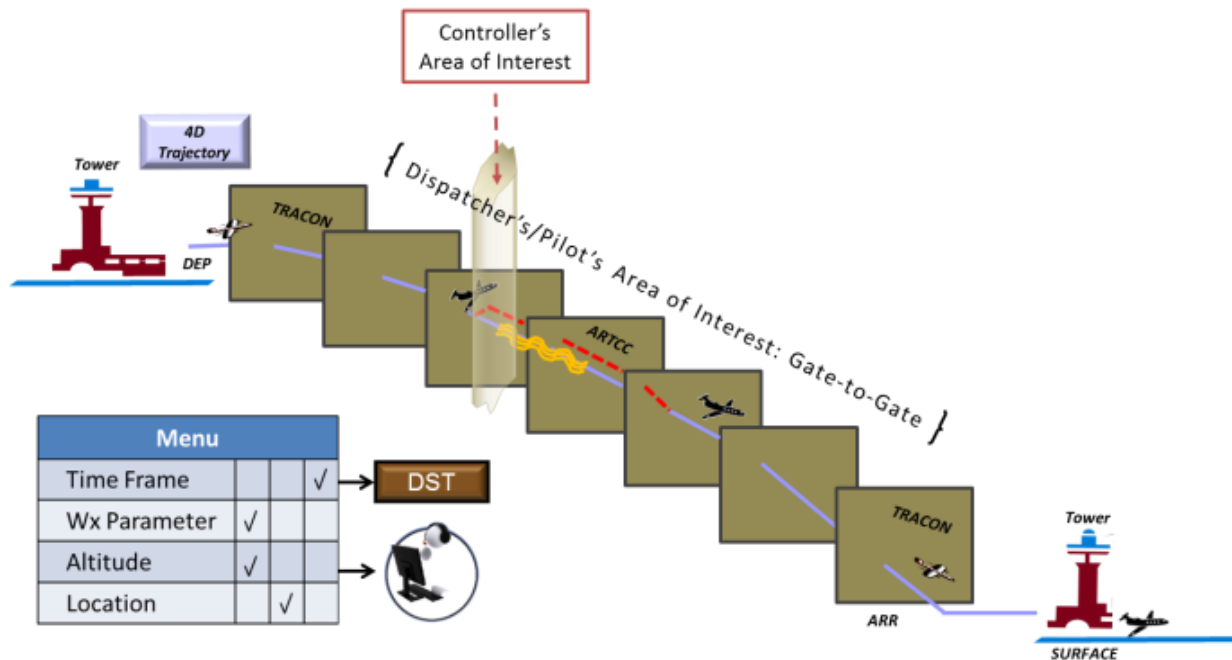 Controller's
Area of Interest
4D
Trajectory
Tower
TRACON
DEP
{ Dispatcher's/Pilot's Area of Interest: Gate-to-Gate }
ARTCC
Menu
Time Frame √
DST
Wx Parameter √
Altitude √
Location √
TRACON
Tower
ARR
SURFACE